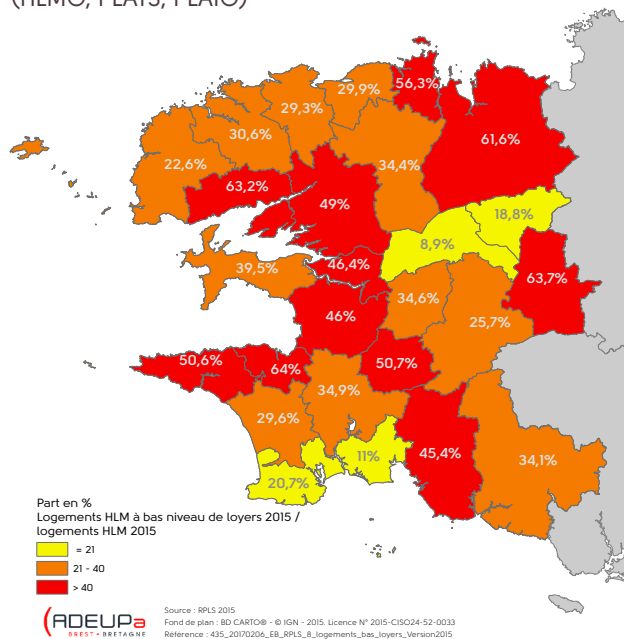 (HLMO, PLATS, PLATO)
56,3%
29,9%
29,3%
30,6%
61,6%
22,6%
34,4%
63,2%
49%
18,8%
8,9%
46,4%
39,5%
63,7%
34,6%
46%
25,7%
50,6%
64%
50,7%
34,9%
29,6%
11%
45,4%
34,1%
20,7%
Part en %
Logements HLM à bas niveau de loyers 2015 /
logements HLM 2015
= 21
21 - 40
> 40
ADEUPa
BREST • BRETAGNE
Source : RPLS 2015
Fond de plan : BD CARTO® - © IGN - 2015. Licence N° 2015-CISO24-52-0033
Référence : 435_20170206_EB_RPLS_8_logements_bas_loyers_Version2015